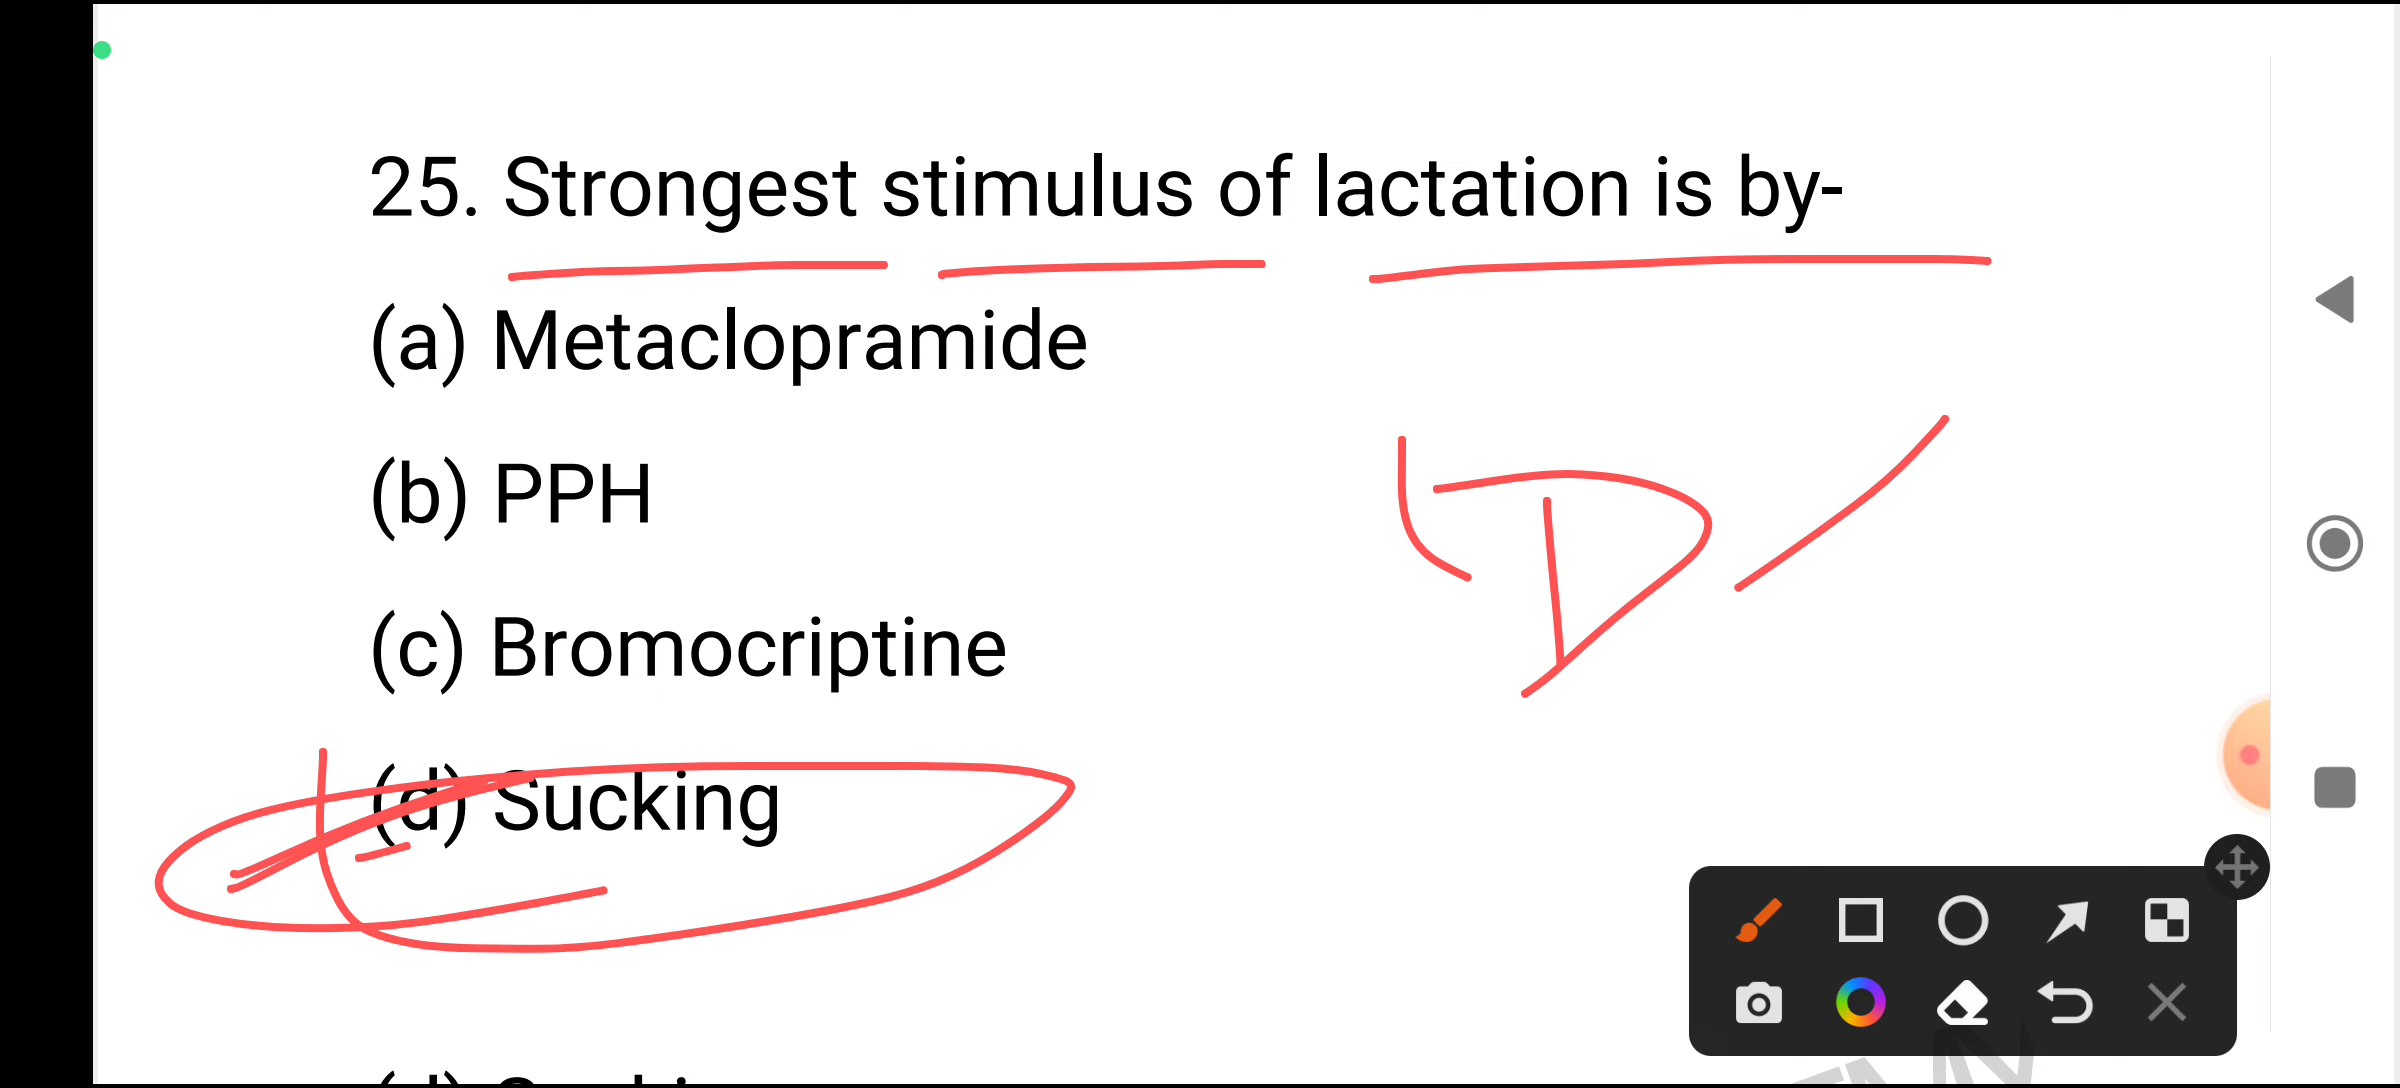 25. Strongest stimulus of lactation is by-
(a) Metaclopramide
(b) PPH
D
(c) Bromocriptine
(d) Sucking